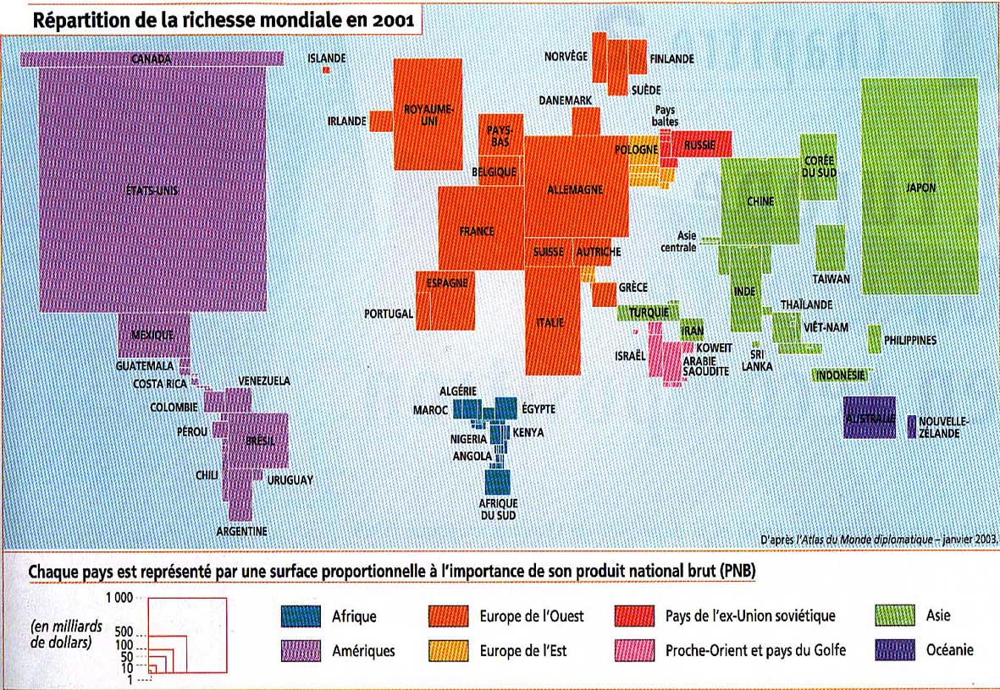 Répartition de la richesse mondiale en 2001
CANADA
ISLANDE
NORVÈGE
FINLANDE
SUÈDE
DANEMARK
IRLANDE
ROYAUME-
UNI
PAYS-
BAS
BELGIQUE
Pays
baltes
POLOGNE
RUSSIE
CORÉE
DU SUD
ÉTATS-UNIS
ALLEMAGNE
CHINE
JAPON
FRANCE
Asie
centrale
SUISSE
AUTRICHE
TAIWAN
ESPAGNE
PORTUGAL
GRÈCE
INDE
THAÏLANDE
ITALIE
TURQUIE
VIÊT-NAM
IRAN
PHILIPPINES
MEXIQUE
ISRAËL
KOWEIT
ARABIE
SAOUDITE
SRI
LANKA
INDONÉSIE
GUATEMALA
COSTA RICA
VENEZUELA
COLOMBIE
ALGÉRIE
MAROC
ÉGYPTE
AUSTRALIE
NOUVELLE-
ZÉLANDE
PÉROU
BRÉSIL
NIGERIA
KENYA
ANGOLA
CHILI
URUGUAY
AFRIQUE
DU SUD
ARGENTINE
D'après l'Atlas du Monde diplomatique – janvier 2003.
Chaque pays est représenté par une surface proportionnelle à l'importance de son produit national brut (PNB)
(en milliards
de dollars)
1 000
500
100
50
10
1
Afrique
Europe de l'Ouest
Pays de l'ex-Union soviétique
Asie
Amériques
Europe de l'Est
Proche-Orient et pays du Golfe
Océanie